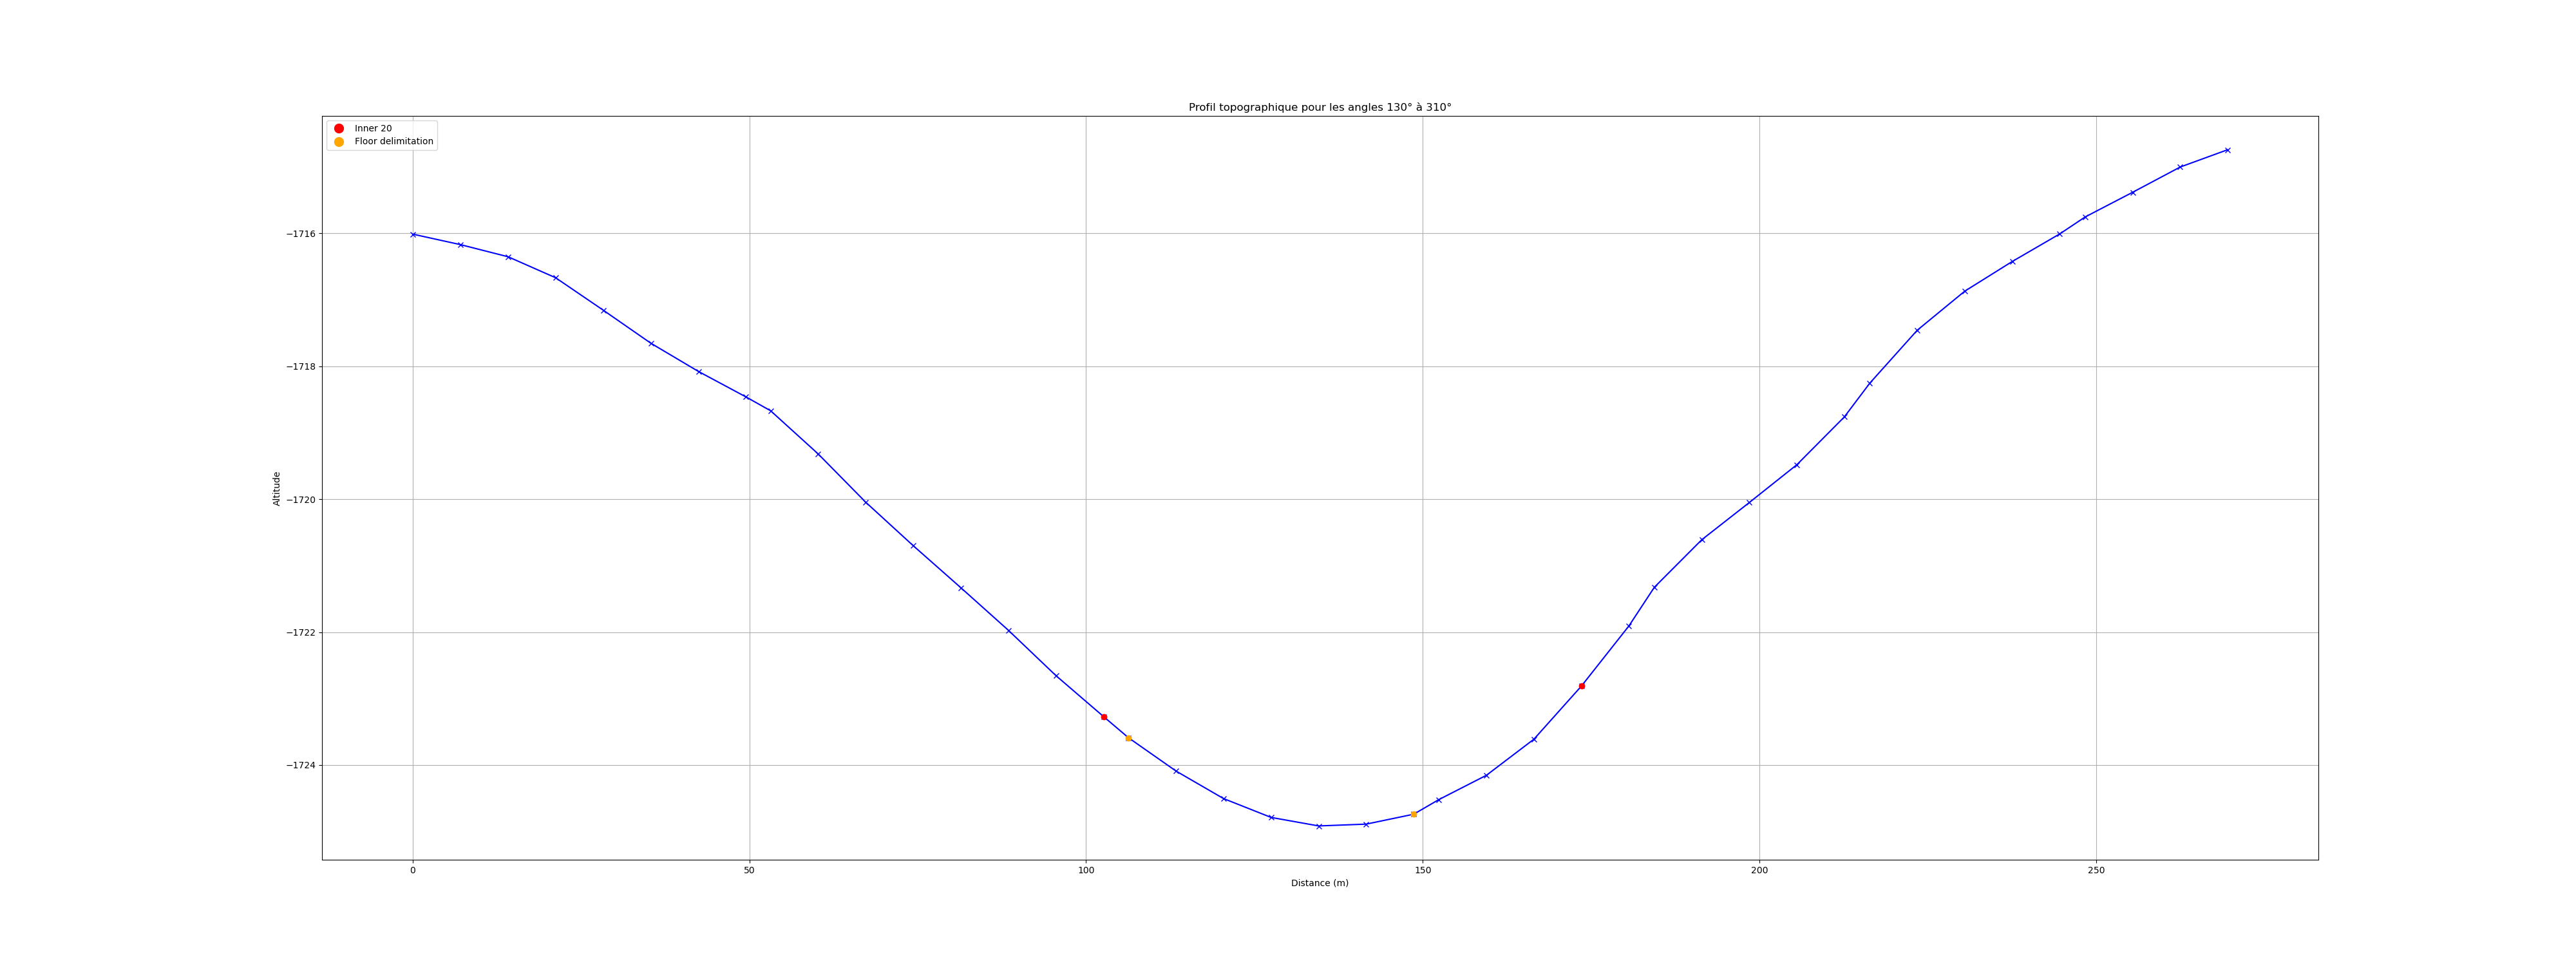 Profil topographique pour les angles 130° à 310°
Inner 20
Floor delimitation
Altitude
−1716
−1718
−1720
−1722
−1724
0 50 100 150 200 250
Distance (m)